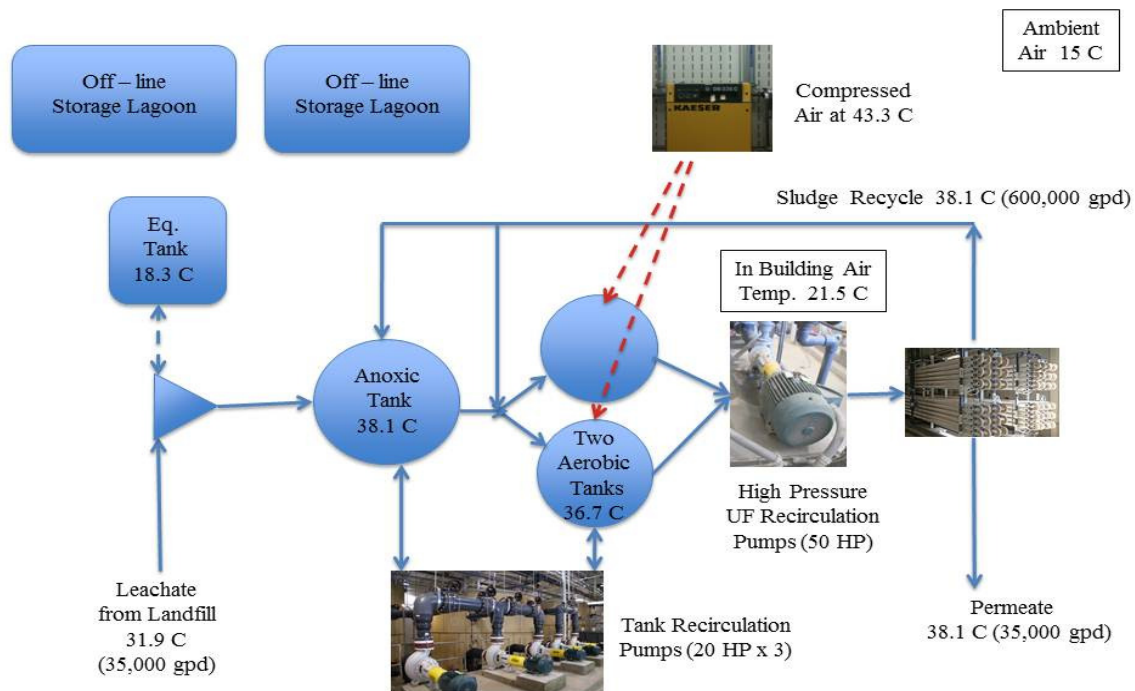 Ambient
Air 15 C
Off – line
Storage Lagoon
Off – line
Storage Lagoon
KAESER
Compressed
Air at 43.3 C
Sludge Recycle 38.1 C (600,000 gpd)
Eq.
Tank
18.3 C
In Building Air
Temp. 21.5 C
Anoxic
Tank
38.1 C
Two
Aerobic
Tanks
36.7 C
High Pressure
UF Recirculation
Pumps (50 HP)
Leachate
from Landfill
31.9 C
(35,000 gpd)
Tank Recirculation
Pumps (20 HP x 3)
Permeate
38.1 C (35,000 gpd)